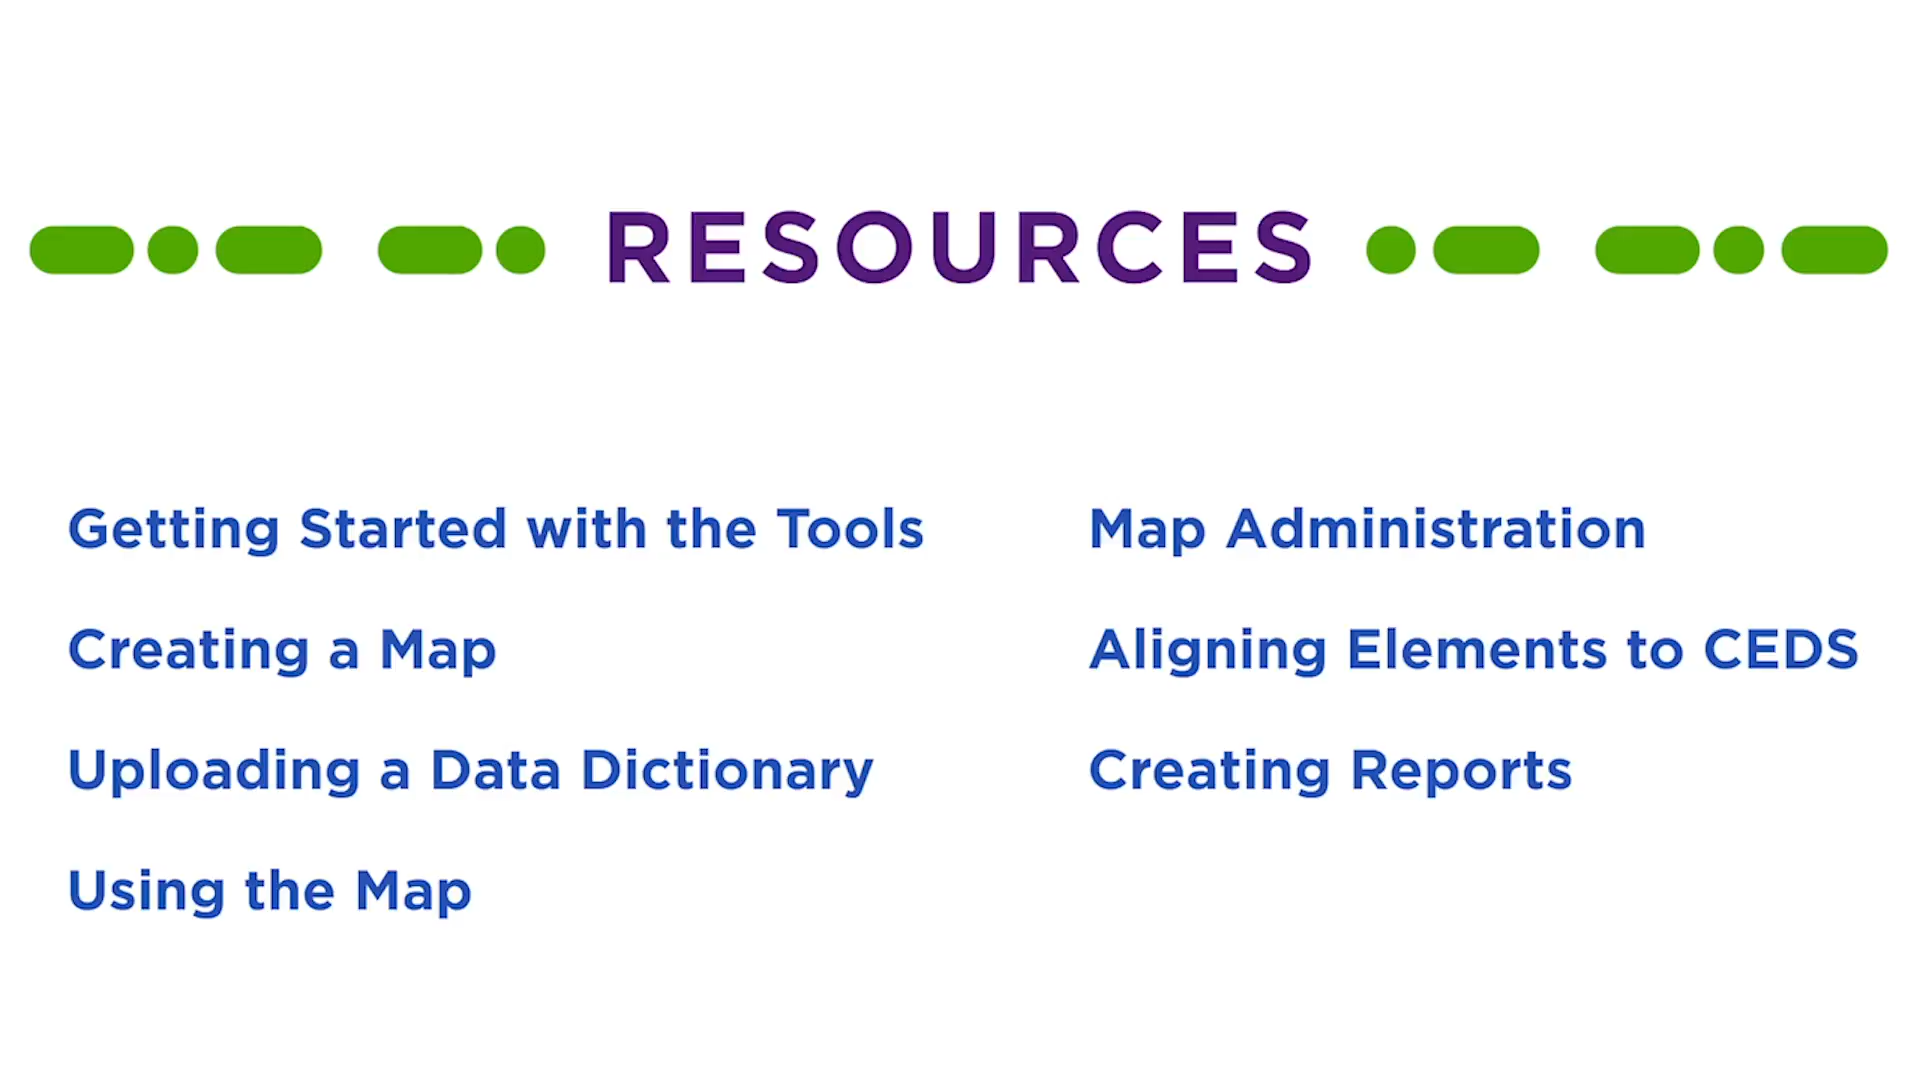 RESOURCES
Getting Started with the Tools
Creating a Map
Uploading a Data Dictionary
Using the Map
Map Administration
Aligning Elements to CEDS
Creating Reports